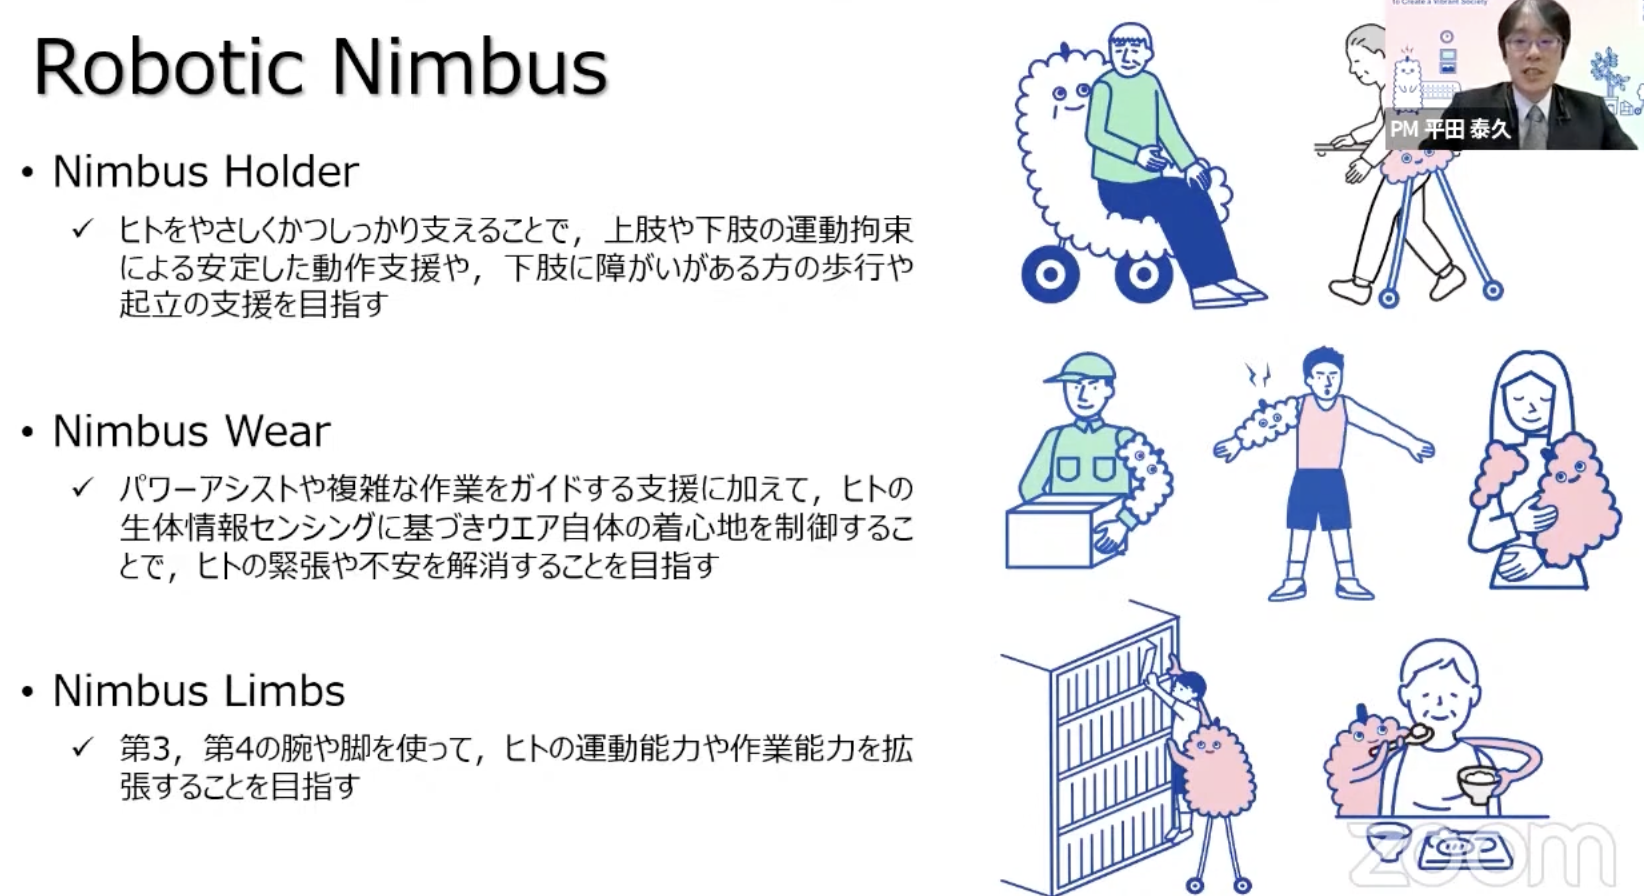 to Create a Vibrant Society
Robotic Nimbus
PM 平田 泰久
• Nimbus Holder
✓ ヒトをやさしくかつしっかり支えることで，上肢や下肢の運動拘束
による安定した動作支援や，下肢に障がいがある方の歩行や
起立の支援を目指す
• Nimbus Wear
✓ パワーアシストや複雑な作業をガイドする支援に加えて，ヒトの
生体情報センシングに基づきウエア自体の着心地を制御するこ
とで，ヒトの緊張や不安を解消することを目指す
• Nimbus Limbs
✓ 第3，第4の腕や脚を使って，ヒトの運動能力や作業能力を拡
張することを目指す
zoom